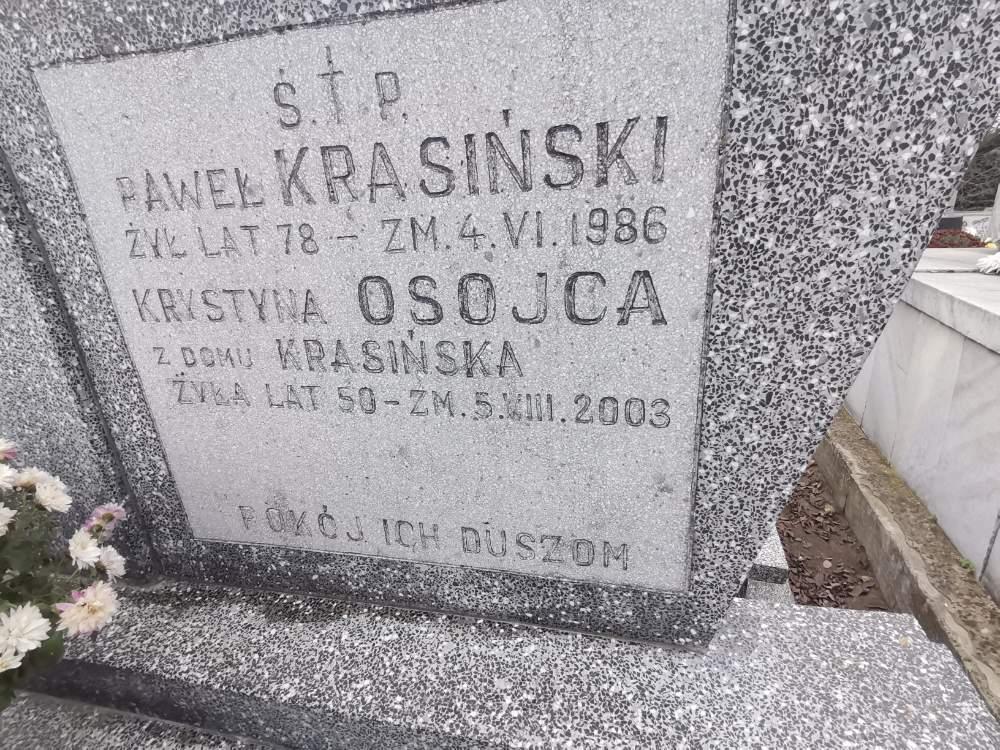 Ś.†P.
PAWEŁ KRASIŃSKI
ŻYŁ LAT 78 - ZM. 4. VI. 1986
KRYSTYNA OSOJCA
Z DOMU KRASIŃSKA
ŻYŁA LAT 50 - ZM. 5. VIII. 2003
POKÓJ ICH DUSZOM